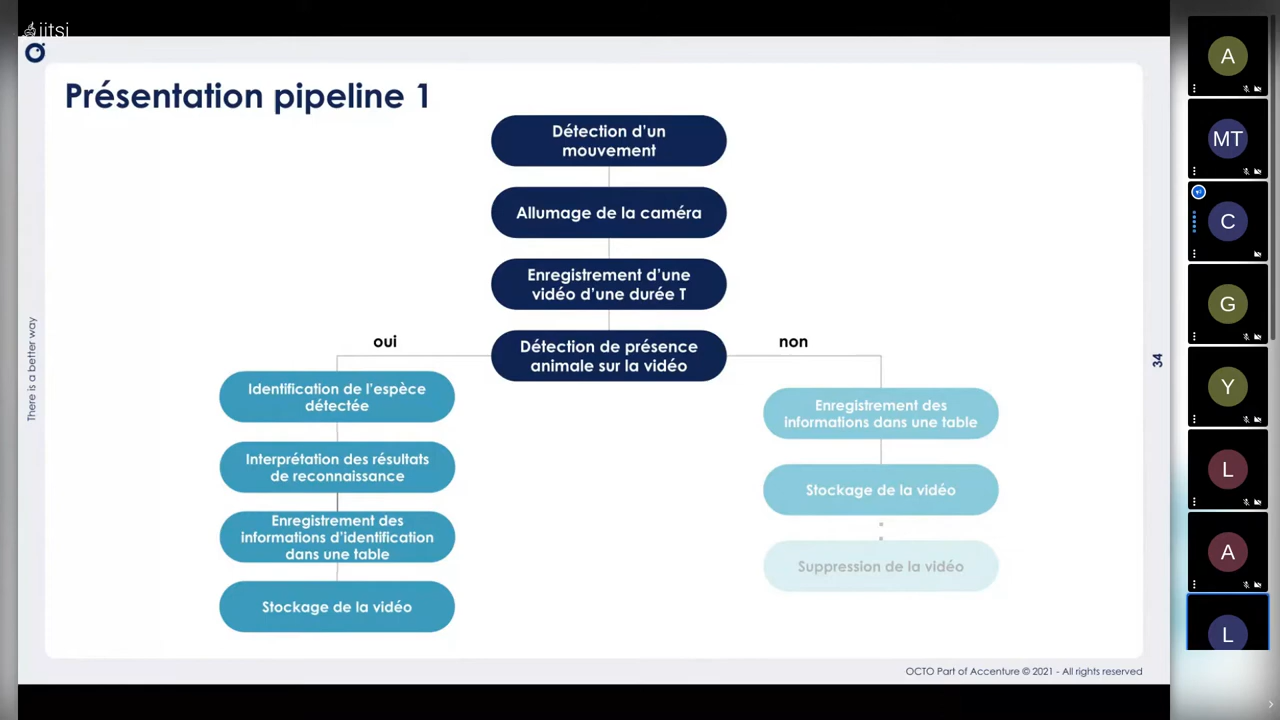 jitsi
Présentation pipeline 1
Détection d’un
mouvement
Allumage de la caméra
Enregistrement d’une
vidéo d’une durée T
Détection de présence
animale sur la vidéo
oui
non
Identification de l’espèce
détectée
Interprétation des résultats
de reconnaissance
Enregistrement des
informations d’identification
dans une table
Stockage de la vidéo
Enregistrement des
informations dans une table
Stockage de la vidéo
Suppression de la vidéo
There is a better way
34
OCTO Part of Accenture © 2021 - All rights reserved
A
MT
C
G
Y
L
A
L